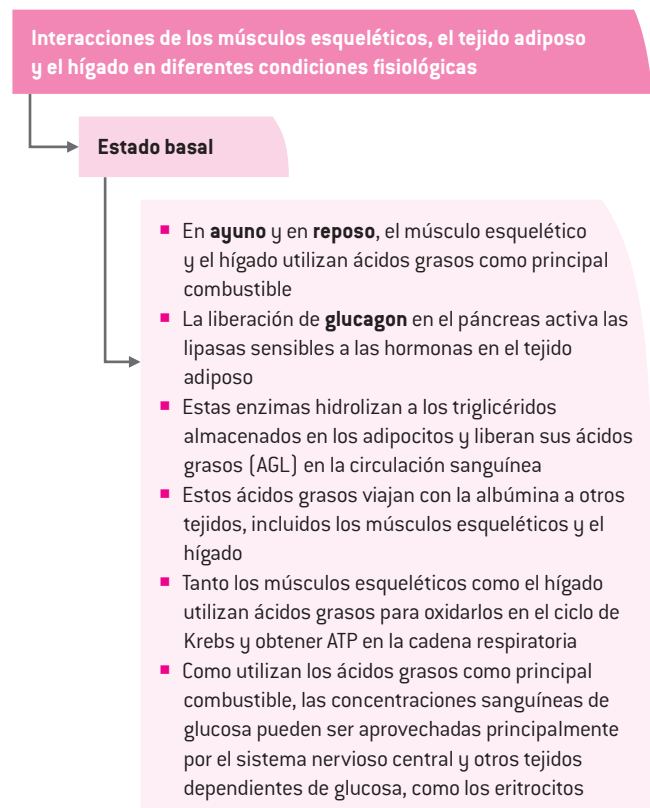 Interacciones de los músculos esqueléticos, el tejido adiposo
y el hígado en diferentes condiciones fisiológicas
Estado basal
▪ En ayuno y en reposo, el músculo esquelético
y el hígado utilizan ácidos grasos como principal
combustible
▪ La liberación de glucagon en el páncreas activa las
lipasas sensibles a las hormonas en el tejido
adiposo
▪ Estas enzimas hidrolizan a los triglicéridos
almacenados en los adipocitos y liberan sus ácidos
grasos (AGL) en la circulación sanguínea
▪ Estos ácidos grasos viajan con la albúmina a otros
tejidos, incluidos los músculos esqueléticos y el
hígado
▪ Tanto los músculos esqueléticos como el hígado
utilizan ácidos grasos para oxidarlos en el ciclo de
Krebs y obtener ATP en la cadena respiratoria
▪ Como utilizan los ácidos grasos como principal
combustible, las concentraciones sanguíneas de
glucosa pueden ser aprovechadas principalmente
por el sistema nervioso central y otros tejidos
dependientes de glucosa, como los eritrocitos